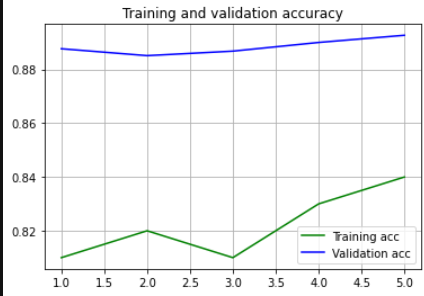 Training and validation accuracy
0.88
0.86
0.84
0.82
Training acc
Validation acc
1.0 1.5 2.0 2.5 3.0 3.5 4.0 4.5 5.0